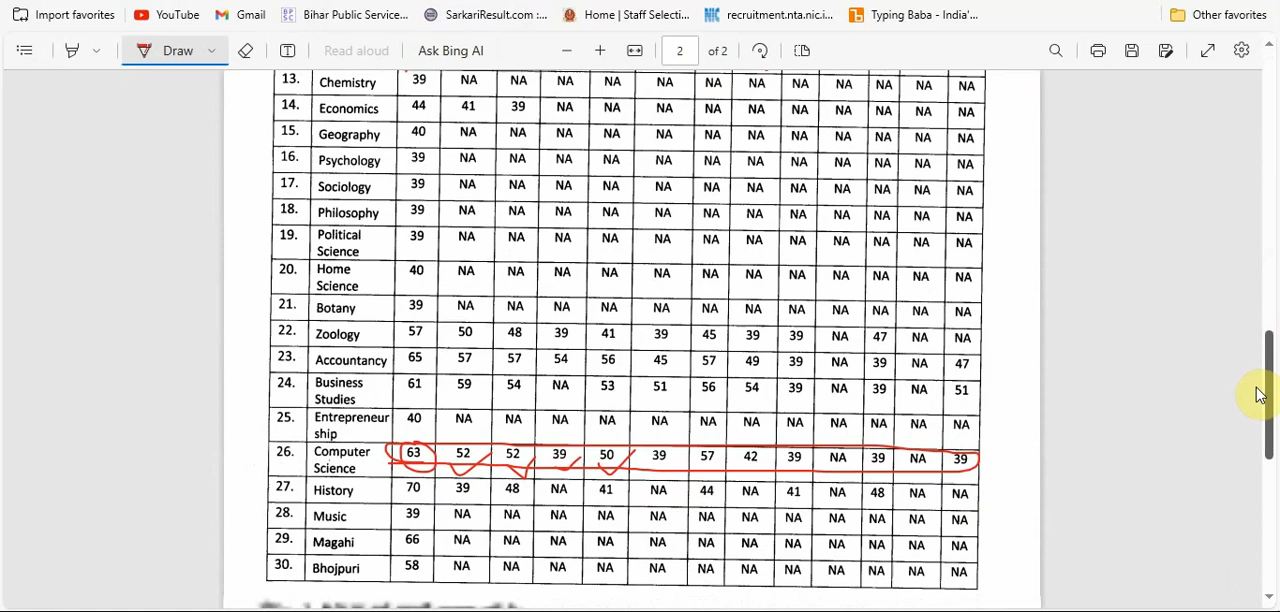 Import favorites YouTube Gmail Bihar Public Service... SarkariResult.com :... Home | Staff Selecti... recruitment.nta.nic.i... Typing Baba - India'... Other favorites
Draw Read aloud Ask Bing AI 2 of 2
13. Chemistry 39 NA NA NA NA NA NA NA NA NA NA NA NA
14. Economics 44 41 39 NA NA NA NA NA NA NA NA NA NA
15. Geography 40 NA NA NA NA NA NA NA NA NA NA NA NA
16. Psychology 39 NA NA NA NA NA NA NA NA NA NA NA NA
17. Sociology 39 NA NA NA NA NA NA NA NA NA NA NA NA
18. Philosophy 39 NA NA NA NA NA NA NA NA NA NA NA NA
19. Political 39 NA NA NA NA NA NA NA NA NA NA NA NA
Science
20. Home 40 NA NA NA NA NA NA NA NA NA NA NA NA
Science
21. Botany 39 NA NA NA NA NA NA NA NA NA NA NA NA
22. Zoology 57 50 48 39 41 39 45 39 39 NA 47 NA NA
23. Accountancy 65 57 57 54 56 45 57 49 39 NA 39 NA 47
24. Business 61 59 54 NA 53 51 56 54 39 NA 39 NA 51
Studies
25. Entrepreneur 40 NA NA NA NA NA NA NA NA NA NA NA NA
ship
26. Computer 63 52 52 39 50 39 57 42 39 NA 39 NA 39
Science
27. History 70 39 48 NA 41 NA 44 NA 41 NA 48 NA NA
28. Music 39 NA NA NA NA NA NA NA NA NA NA NA NA
29. Magahi 66 NA NA NA NA NA NA NA NA NA NA NA NA
30. Bhojpuri 58 NA NA NA NA NA NA NA NA NA NA NA NA